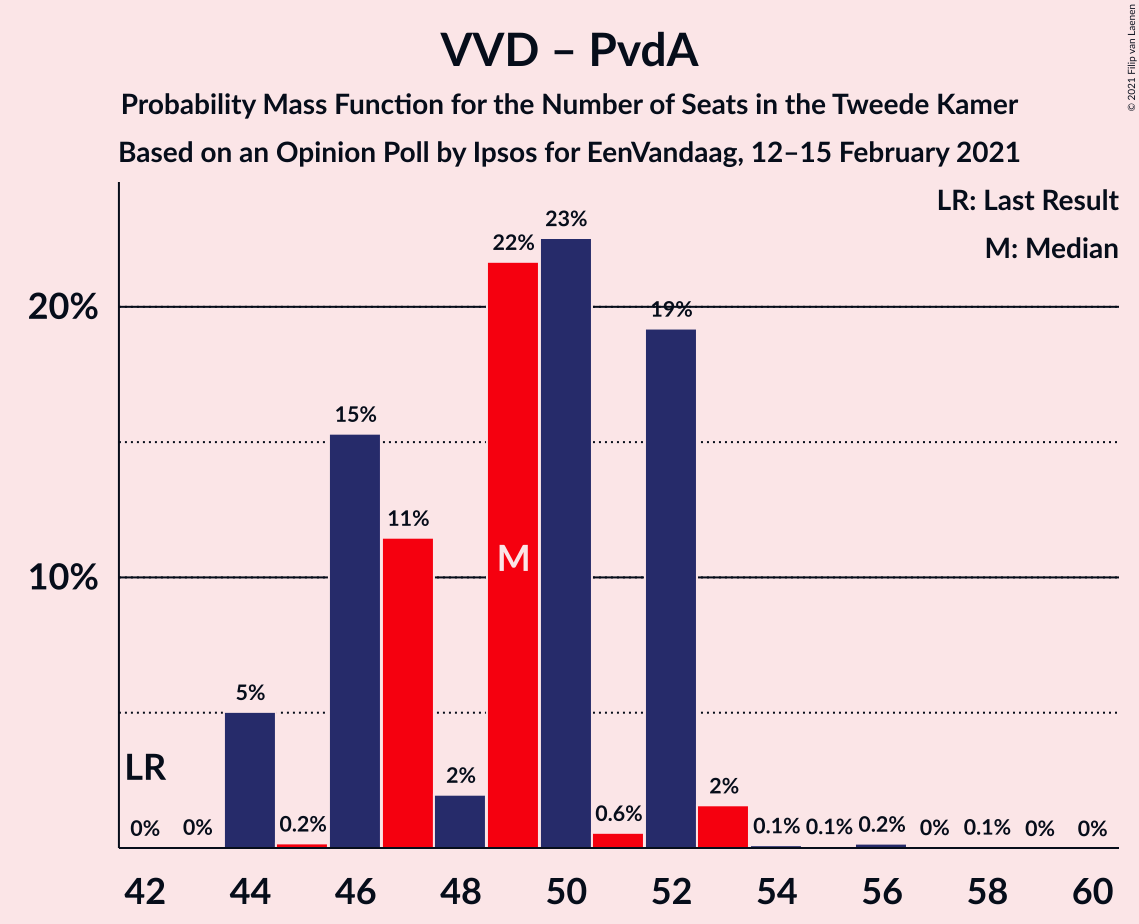 VVD – PvdA
Probability Mass Function for the Number of Seats in the Tweede Kamer
Based on an Opinion Poll by Ipsos for EenVandaag, 12–15 February 2021
© 2021 Filip van Laenen
LR: Last Result
M: Median
20%
10%
0%
0%
5%
0.2%
15%
11%
2%
22%
23%
0.6%
19%
2%
0.1%
0.1%
0.2%
0%
0.1%
0%
0%
LR
M
42 44 46 48 50 52 54 56 58 60